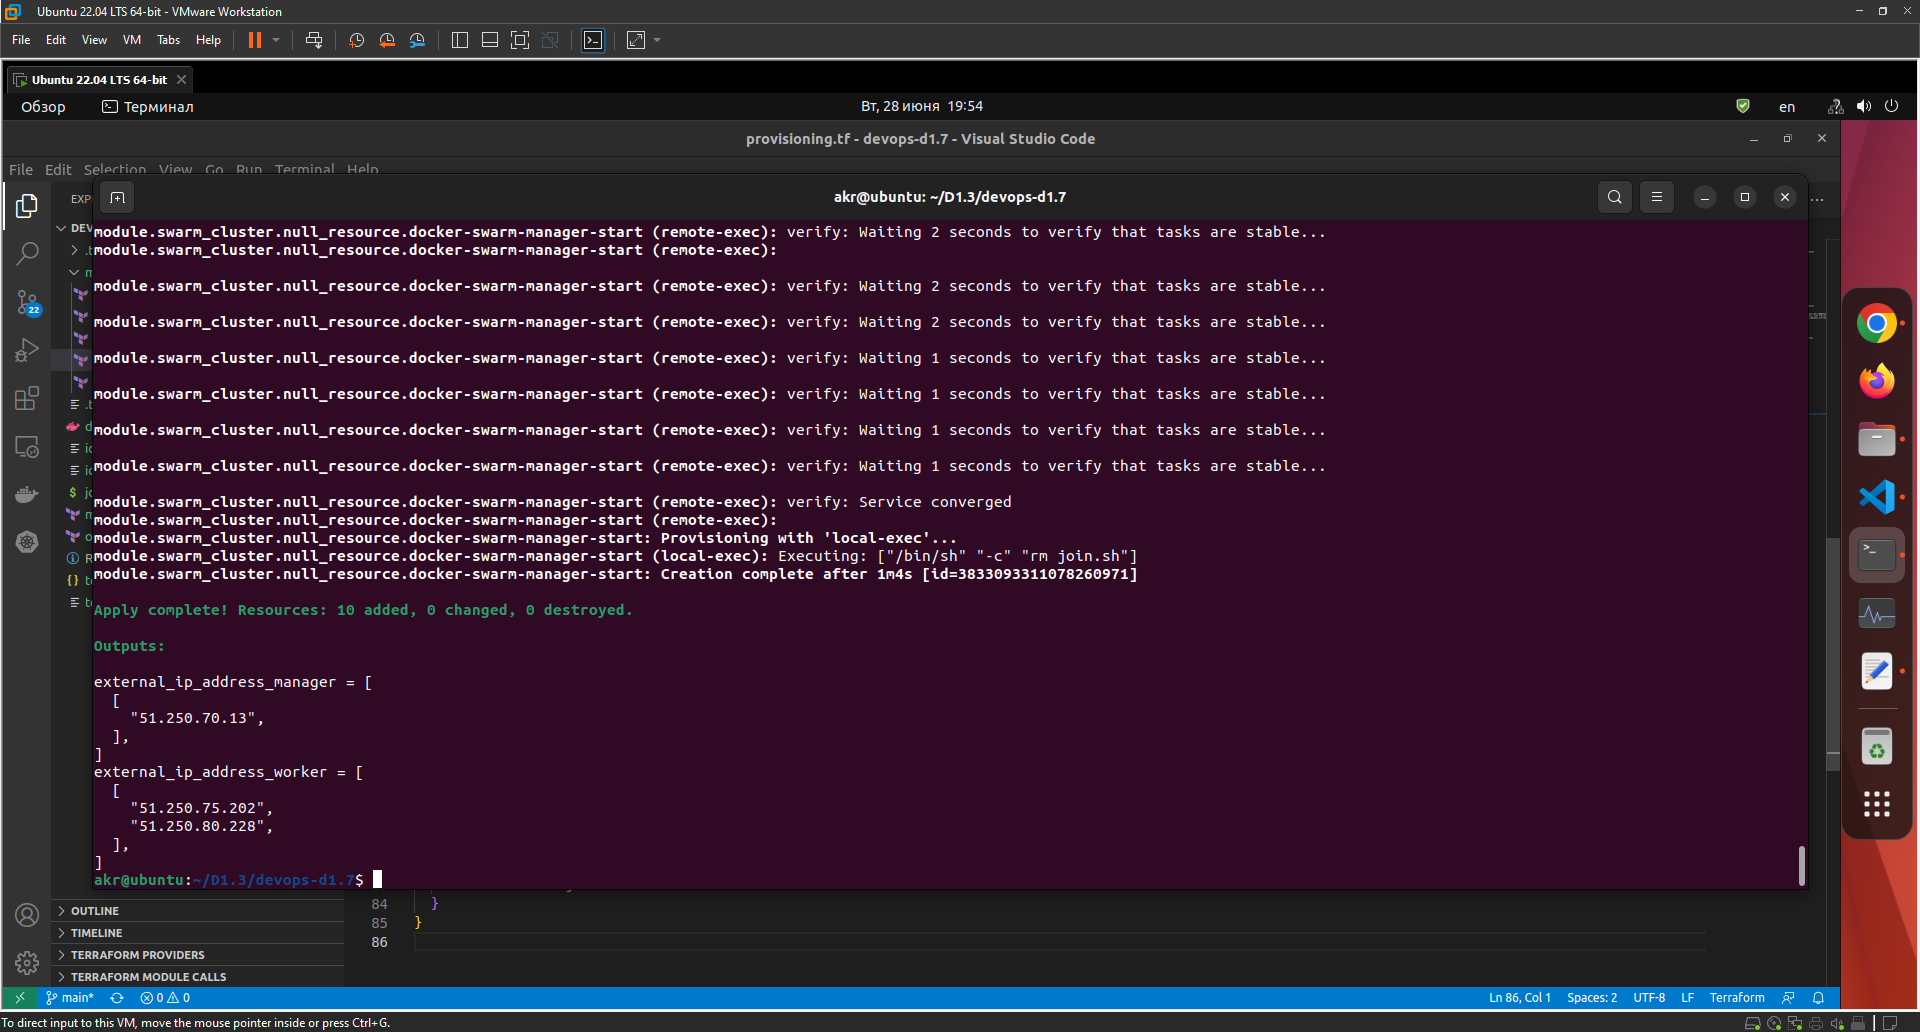 Ubuntu 22.04 LTS 64-bit - VMware Workstation
File Edit View VM Tabs Help
Ubuntu 22.04 LTS 64-bit
Обзор Терминал Вт, 28 июня 19:54 en
provisioning.tf - devops-d1.7 - Visual Studio Code
File Edit Selection View Go Run Terminal Help
akr@ubuntu: ~/D1.3/devops-d1.7
EXP
DEV
22
module.swarm_cluster.null_resource.docker-swarm-manager-start (remote-exec): verify: Waiting 2 seconds to verify that tasks are stable...
module.swarm_cluster.null_resource.docker-swarm-manager-start (remote-exec):
module.swarm_cluster.null_resource.docker-swarm-manager-start (remote-exec): verify: Waiting 2 seconds to verify that tasks are stable...
module.swarm_cluster.null_resource.docker-swarm-manager-start (remote-exec): verify: Waiting 2 seconds to verify that tasks are stable...
module.swarm_cluster.null_resource.docker-swarm-manager-start (remote-exec): verify: Waiting 1 seconds to verify that tasks are stable...
module.swarm_cluster.null_resource.docker-swarm-manager-start (remote-exec): verify: Waiting 1 seconds to verify that tasks are stable...
module.swarm_cluster.null_resource.docker-swarm-manager-start (remote-exec): verify: Waiting 1 seconds to verify that tasks are stable...
module.swarm_cluster.null_resource.docker-swarm-manager-start (remote-exec): verify: Waiting 1 seconds to verify that tasks are stable...
module.swarm_cluster.null_resource.docker-swarm-manager-start (remote-exec): verify: Service converged
module.swarm_cluster.null_resource.docker-swarm-manager-start (remote-exec):
module.swarm_cluster.null_resource.docker-swarm-manager-start: Provisioning with 'local-exec'...
module.swarm_cluster.null_resource.docker-swarm-manager-start (local-exec): Executing: ["/bin/sh" "-c" "rm join.sh"]
module.swarm_cluster.null_resource.docker-swarm-manager-start: Creation complete after 1m4s [id=3833093311078260971]
Apply complete! Resources: 10 added, 0 changed, 0 destroyed.
Outputs:
external_ip_address_manager = [
[
"51.250.70.13",
],
]
external_ip_address_worker = [
[
"51.250.75.202",
"51.250.80.228",
],
]
akr@ubuntu:~/D1.3/devops-d1.7$
84 }
85 }
86
OUTLINE
TIMELINE
TERRAFORM PROVIDERS
TERRAFORM MODULE CALLS
main* 0 0 Ln 86, Col 1 Spaces: 2 UTF-8 LF Terraform
To direct input to this VM, move the mouse pointer inside or press Ctrl+G.